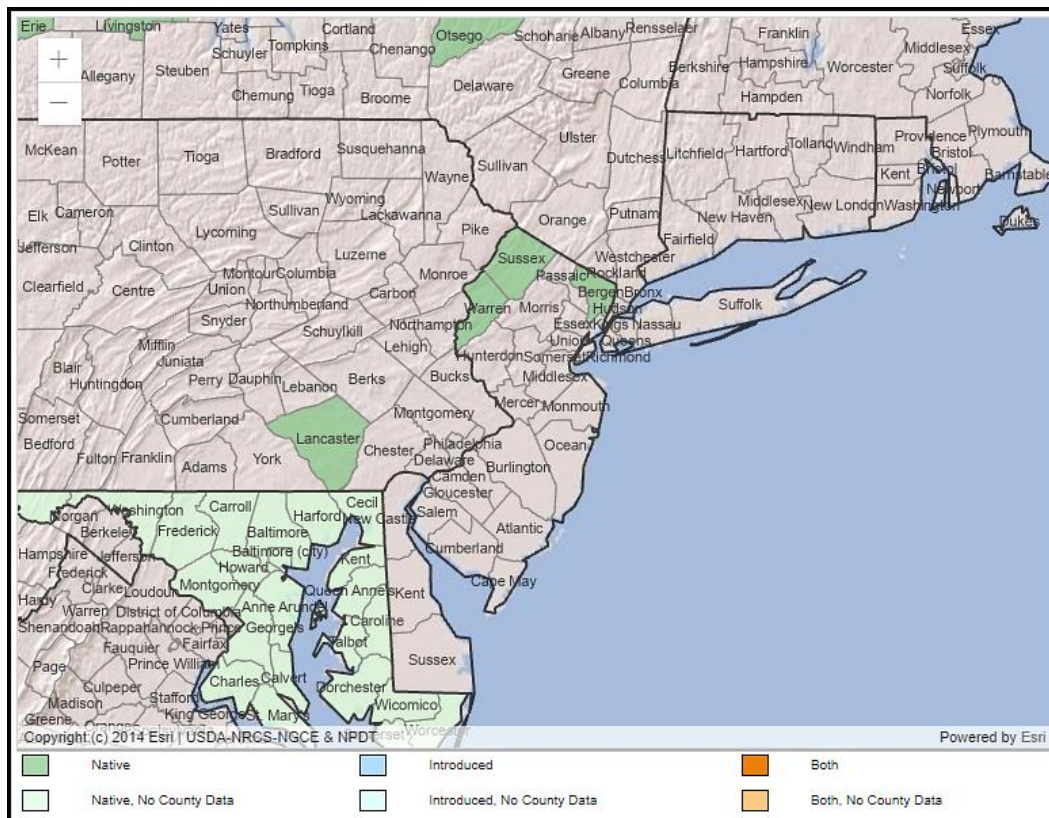 Erie Livingston Yates Cortland Otsego Schoharie Albany Rensselaer Franklin Essex
Schuyler Tompkins Chenango Middlesex
Allegany Steuben Greene Columbia Berkshire Hampshire Worcester Suffolk
Chemung Tioga Broome Delaware Hampden Norfolk
McKean Potter Tioga Bradford Susquehanna Ulster Dutchess Litchfield Hartford Tolland Windham Providence Plymouth
Bristol
Wayne Sullivan Kent Bristol Barnstable
Elk Cameron Sullivan Wyoming Lackawanna Orange Putnam New Haven Middlesex New London Washington Newport
Jefferson Clinton Lycoming Luzerne Pike Fairfield Dukes
Clearfield Centre Montour Columbia Monroe Sussex Passaic Rockland Westchester
Union Northumberland Carbon Warren Morris Bergen Bronx Suffolk
Snyder Schuylkill Northampton Hudson
Essex Kings Nassau
Mifflin Juniata Lehigh Hunterdon Union Queens
Somerset Richmond
Blair Huntingdon Perry Dauphin Lebanon Berks Bucks Middlesex
Somerset Cumberland Montgomery Mercer Monmouth
Bedford Fulton Franklin Adams York Lancaster Chester Philadelphia Ocean
Delaware Burlington
Camden
Gloucester
Morgan Washington Carroll Harford Cecil New Castle Salem Atlantic
Berkeley Frederick Baltimore
Hampshire Jefferson Baltimore (city) Cumberland
Frederick Howard Kent
Clarke Loudoun Montgomery Cape May
Hardy Warren District of Columbia Anne Arundel Queen Anne's Kent
Shenandoah Rappahannock Prince George's Caroline
Fauquier Fairfax Talbot
Page Prince William Sussex
Culpeper Charles Calvert Dorchester
Madison Stafford Wicomico
Greene Orange King George St. Mary's
Worcester
Copyright:(c) 2014 Esri | USDA-NRCS-NGCE & NPDT Powered by Esri
Native Introduced Both
Native, No County Data Introduced, No County Data Both, No County Data